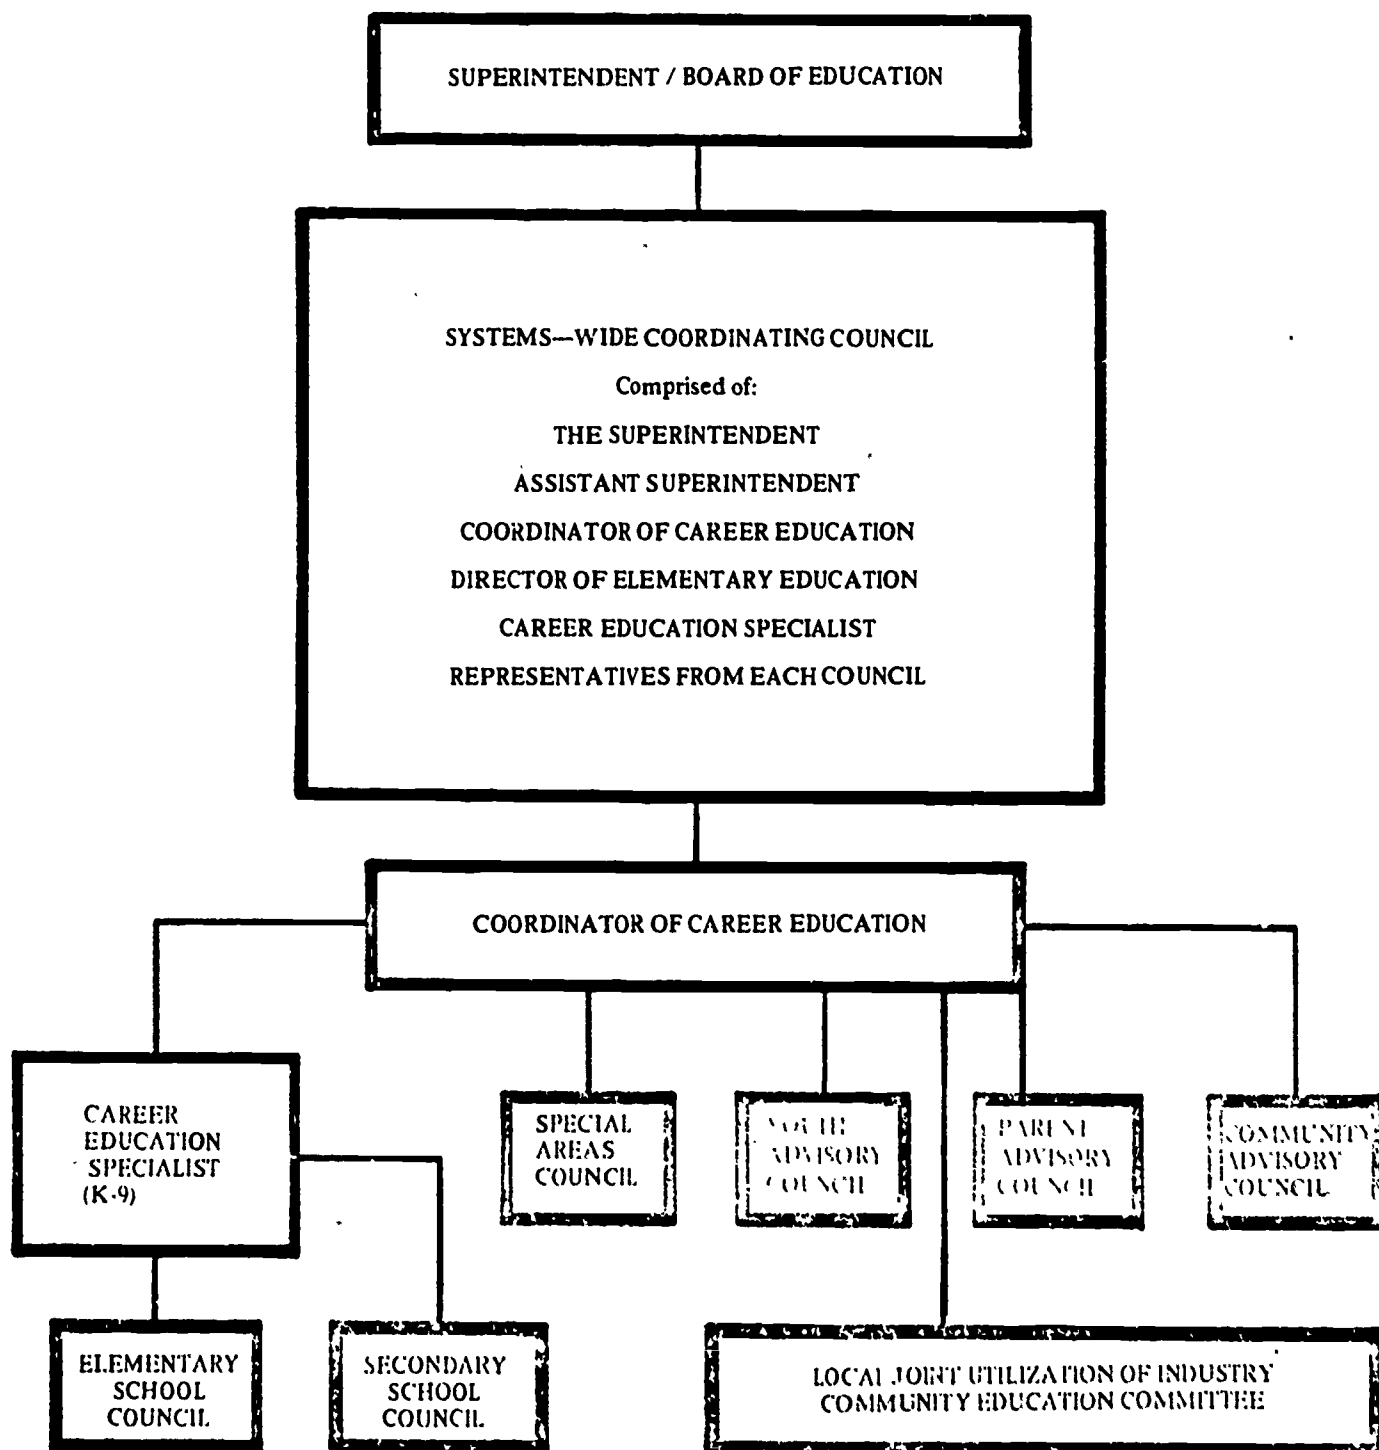 SUPERINTENDENT / BOARD OF EDUCATION
SYSTEMS—WIDE COORDINATING COUNCIL
Comprised of:
THE SUPERINTENDENT
ASSISTANT SUPERINTENDENT
COORDINATOR OF CAREER EDUCATION
DIRECTOR OF ELEMENTARY EDUCATION
CAREER EDUCATION SPECIALIST
REPRESENTATIVES FROM EACH COUNCIL
COORDINATOR OF CAREER EDUCATION
CAREER
EDUCATION
SPECIALIST
(K-9)
SPECIAL
AREAS
COUNCIL
YOUTH
ADVISORY
COUNCIL
PARENT
ADVISORY
COUNCIL
COMMUNITY
ADVISORY
COUNCIL
ELEMENTARY
SCHOOL
COUNCIL
SECONDARY
SCHOOL
COUNCIL
LOCAL JOINT UTILIZATION OF INDUSTRY
COMMUNITY EDUCATION COMMITTEE